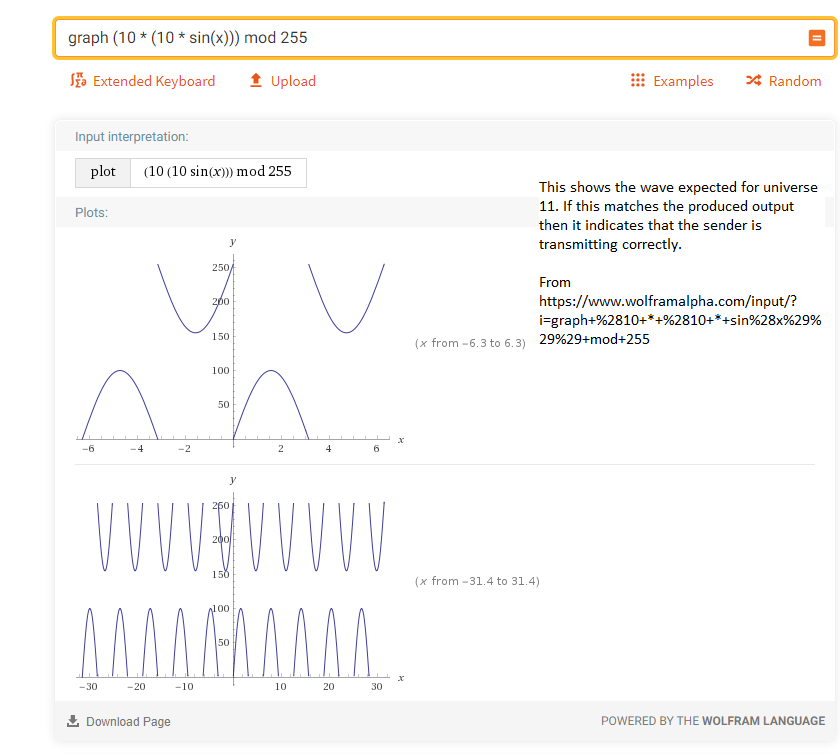 graph (10 * (10 * sin(x))) mod 255
Extended Keyboard
Upload
Examples
Random
Input interpretation:
plot
(10 (10 sin(x))) mod 255
This shows the wave expected for universe
11. If this matches the produced output
then it indicates that the sender is
transmitting correctly.
From
https://www.wolframalpha.com/input/?
i=graph+%2810+*+%2810+*+sin%28x%29%
29%29+mod+255
Plots:
y
250
200
150
100
50
-6
-4
-2
2
4
6
x
(x from -6.3 to 6.3)
y
250
200
150
100
50
-30
-20
-10
10
20
30
x
(x from -31.4 to 31.4)
Download Page
POWERED BY THE WOLFRAM LANGUAGE